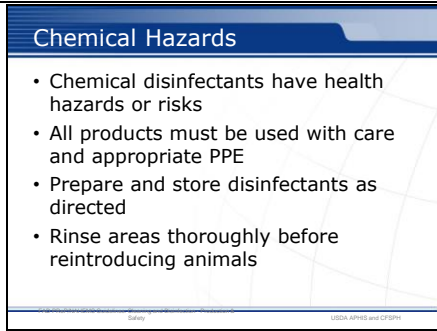 Chemical Hazards
• Chemical disinfectants have health
hazards or risks
• All products must be used with care
and appropriate PPE
• Prepare and store disinfectants as
directed
• Rinse areas thoroughly before
reintroducing animals
Safety
USDA APHIS and CFSPH